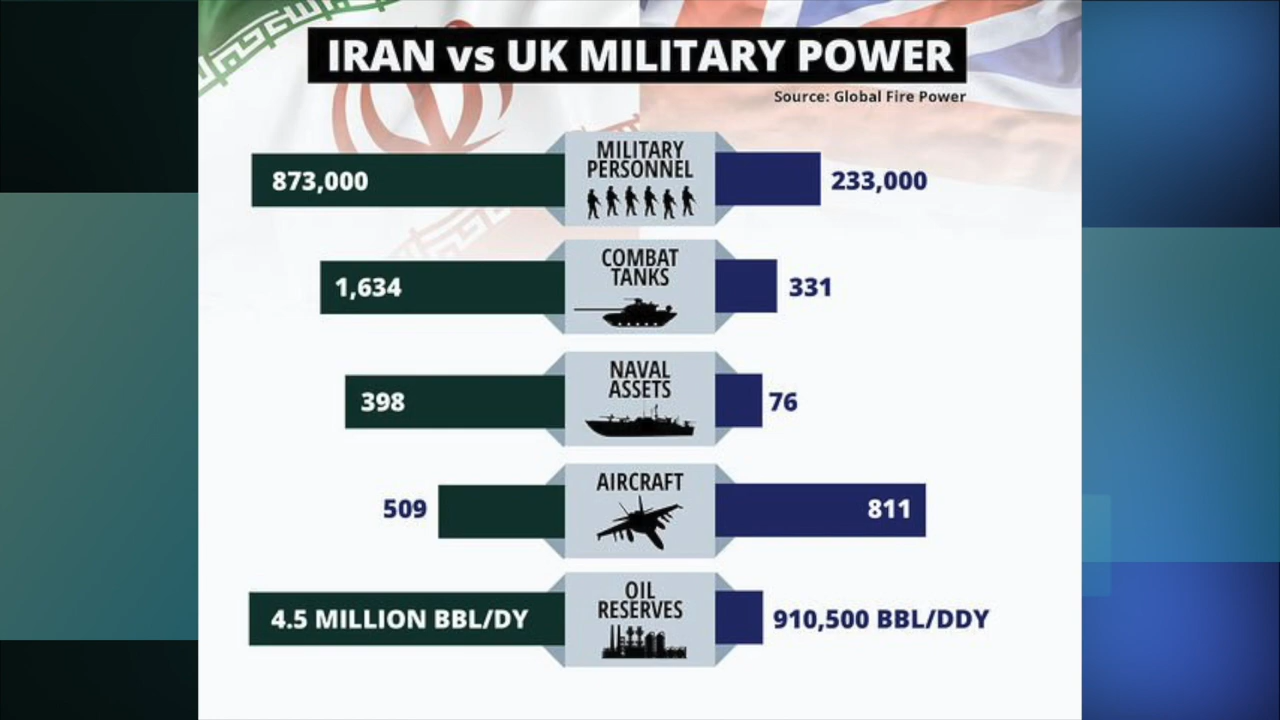 IRAN vs UK MILITARY POWER
Source: Global Fire Power
MILITARY
PERSONNEL
873,000
233,000
COMBAT
TANKS
1,634
331
NAVAL
ASSETS
398
76
AIRCRAFT
509
811
OIL
RESERVES
4.5 MILLION BBL/DY
910,500 BBL/DDY